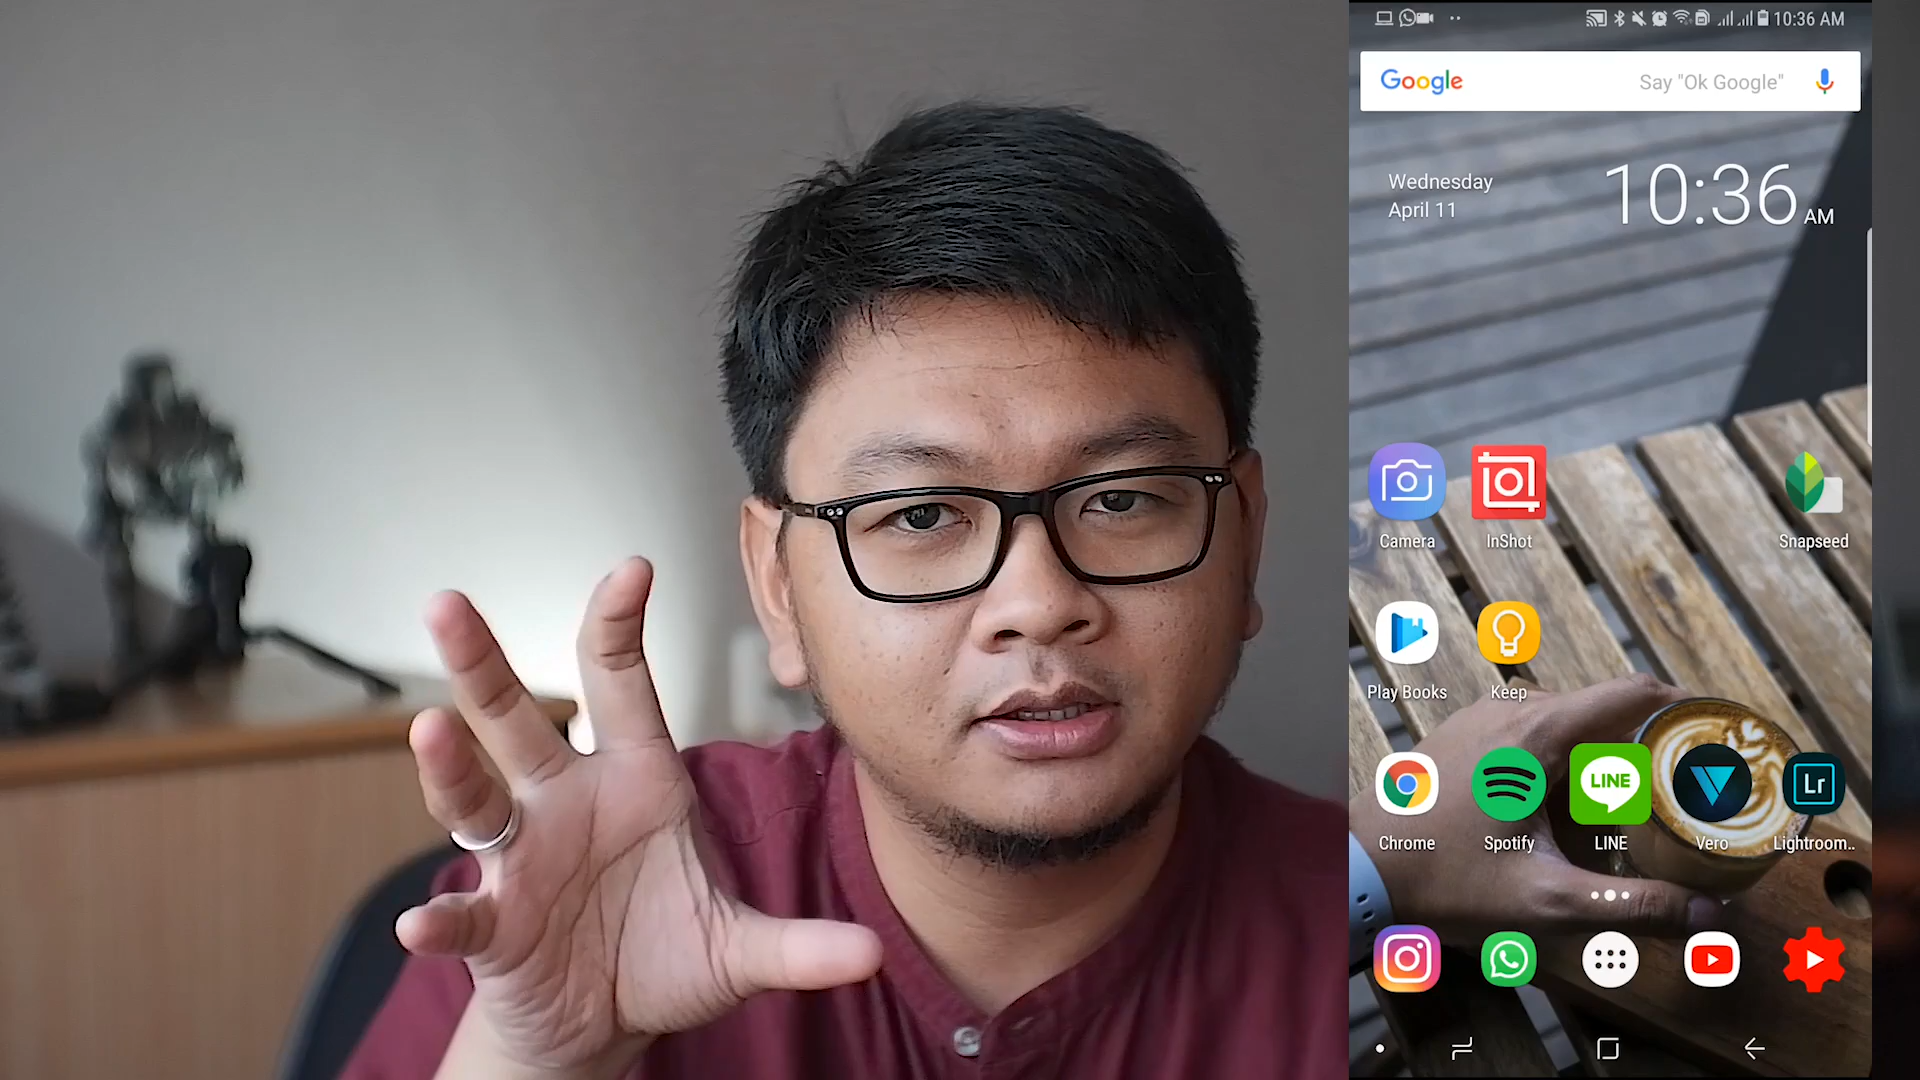 10:36 AM
Google
Say "Ok Google"
Wednesday
April 11
10:36 AM
Camera
InShot
Snapseed
Play Books
Keep
LINE
Lr
Chrome
Spotify
LINE
Vero
Lightroom..